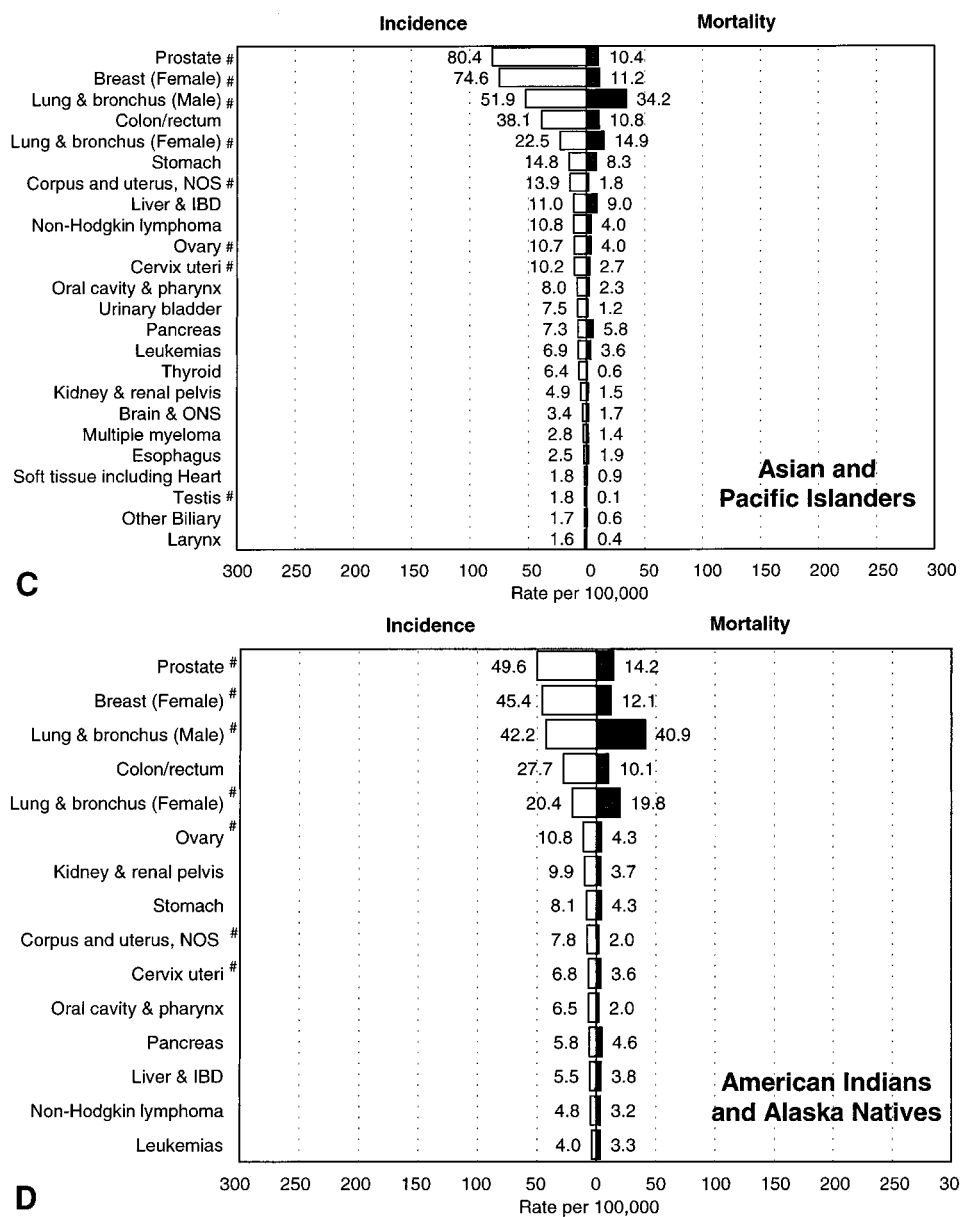 Incidence Mortality
Prostate # 80.4 10.4
Breast (Female) # 74.6 11.2
Lung & bronchus (Male) # 51.9 34.2
Colon/rectum 38.1 10.8
Lung & bronchus (Female) # 22.5 14.9
Stomach 14.8 8.3
Corpus and uterus, NOS # 13.9 1.8
Liver & IBD 11.0 9.0
Non-Hodgkin lymphoma 10.8 4.0
Ovary # 10.7 4.0
Cervix uteri # 10.2 2.7
Oral cavity & pharynx 8.0 2.3
Urinary bladder 7.5 1.2
Pancreas 7.3 5.8
Leukemias 6.9 3.6
Thyroid 6.4 0.6
Kidney & renal pelvis 4.9 1.5
Brain & ONS 3.4 1.7
Multiple myeloma 2.8 1.4
Esophagus 2.5 1.9
Soft tissue including Heart 1.8 0.9
Testis # 1.8 0.1
Other Biliary 1.7 0.6
Larynx 1.6 0.4
Asian and
Pacific Islanders
C
300 250 200 150 100 50 0 50 100 150 200 250 300
Rate per 100,000
Incidence Mortality
Prostate # 49.6 14.2
Breast (Female) # 45.4 12.1
Lung & bronchus (Male) # 42.2 40.9
Colon/rectum 27.7 10.1
Lung & bronchus (Female) # 20.4 19.8
Ovary # 10.8 4.3
Kidney & renal pelvis 9.9 3.7
Stomach 8.1 4.3
Corpus and uterus, NOS # 7.8 2.0
Cervix uteri # 6.8 3.6
Oral cavity & pharynx 6.5 2.0
Pancreas 5.8 4.6
Liver & IBD 5.5 3.8
Non-Hodgkin lymphoma 4.8 3.2
Leukemias 4.0 3.3
American Indians
and Alaska Natives
D
300 250 200 150 100 50 0 50 100 150 200 250 30
Rate per 100,000